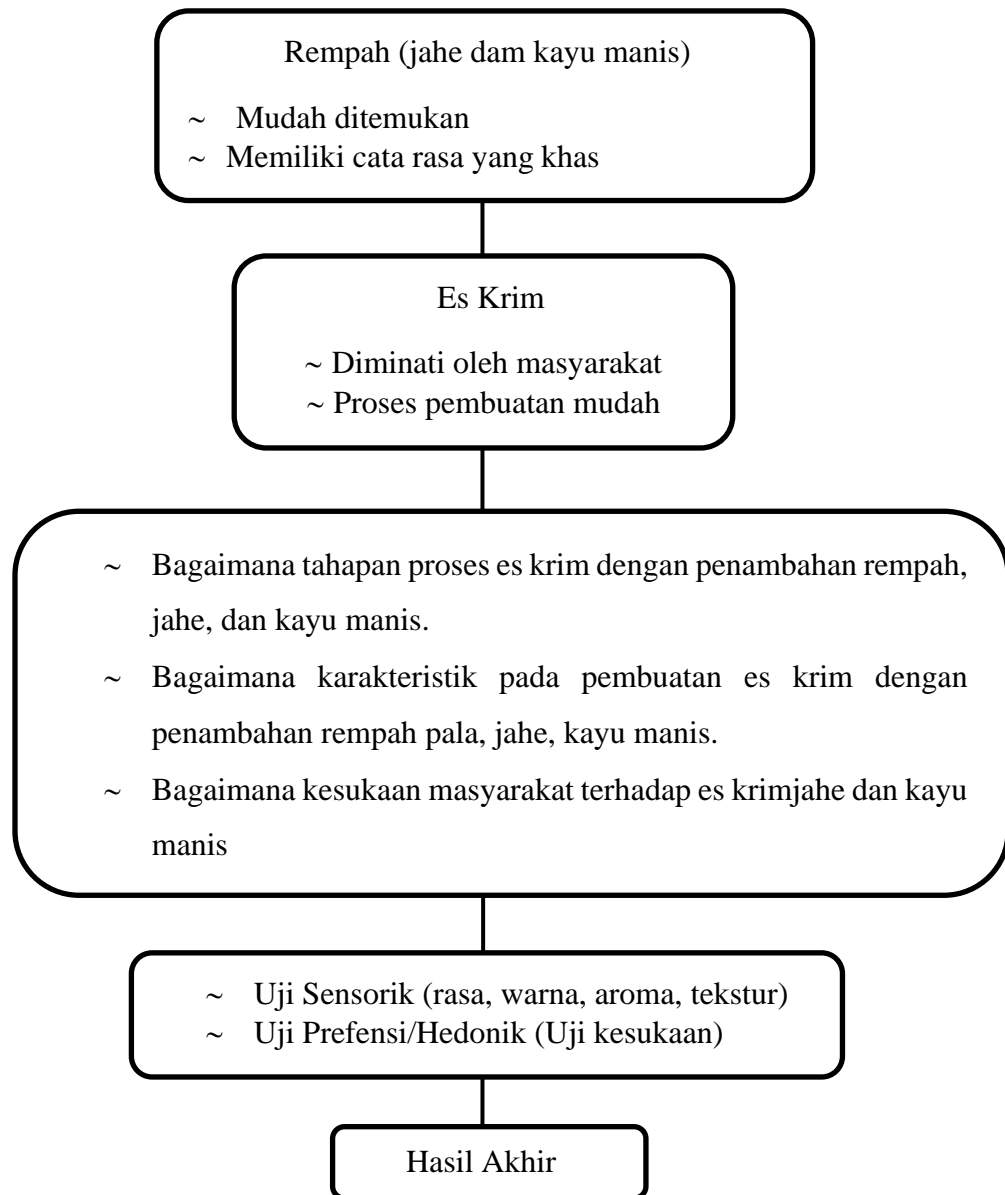 Rempah (jahe dam kayu manis)
~ Mudah ditemukan
~ Memiliki cata rasa yang khas
Es Krim
~ Diminati oleh masyarakat
~ Proses pembuatan mudah
~ Bagaimana tahapan proses es krim dengan penambahan rempah,
jahe, dan kayu manis.
~ Bagaimana karakteristik pada pembuatan es krim dengan
penambahan rempah pala, jahe, kayu manis.
~ Bagaimana kesukaan masyarakat terhadap es krimjahe dan kayu
manis
~ Uji Sensorik (rasa, warna, aroma, tekstur)
~ Uji Prefensi/Hedonik (Uji kesukaan)
Hasil Akhir